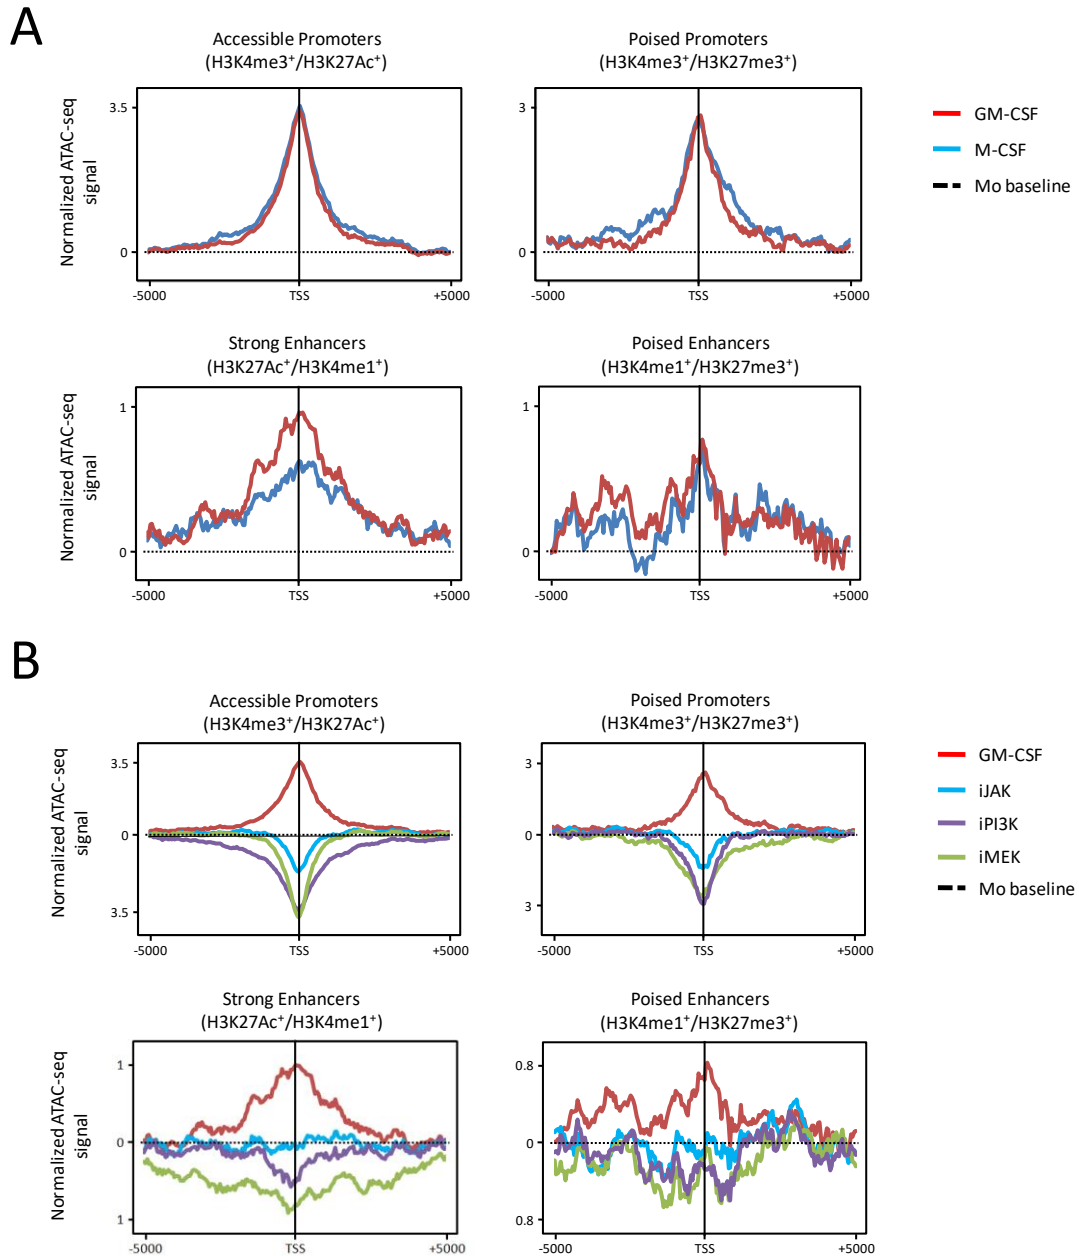 A
Accessible Promoters
(H3K4me3⁺/H3K27Ac⁺)
Normalized ATAC-seq
signal
3.5
0
-5000
TSS
+5000
Poised Promoters
(H3K4me3⁺/H3K27me3⁺)
3
0
-5000
TSS
+5000
GM-CSF
M-CSF
Mo baseline
Strong Enhancers
(H3K27Ac⁺/H3K4me1⁺)
Normalized ATAC-seq
signal
1
0
-5000
TSS
+5000
Poised Enhancers
(H3K4me1⁺/H3K27me3⁺)
1
0
-5000
TSS
+5000
B
Accessible Promoters
(H3K4me3⁺/H3K27Ac⁺)
Normalized ATAC-seq
signal
3.5
0
3.5
-5000
TSS
+5000
Poised Promoters
(H3K4me3⁺/H3K27me3⁺)
3
0
3
-5000
TSS
+5000
GM-CSF
iJAK
iPI3K
iMEK
Mo baseline
Strong Enhancers
(H3K27Ac⁺/H3K4me1⁺)
Normalized ATAC-seq
signal
1
0
1
-5000
TSS
+5000
Poised Enhancers
(H3K4me1⁺/H3K27me3⁺)
0.8
0
0.8
-5000
TSS
+5000